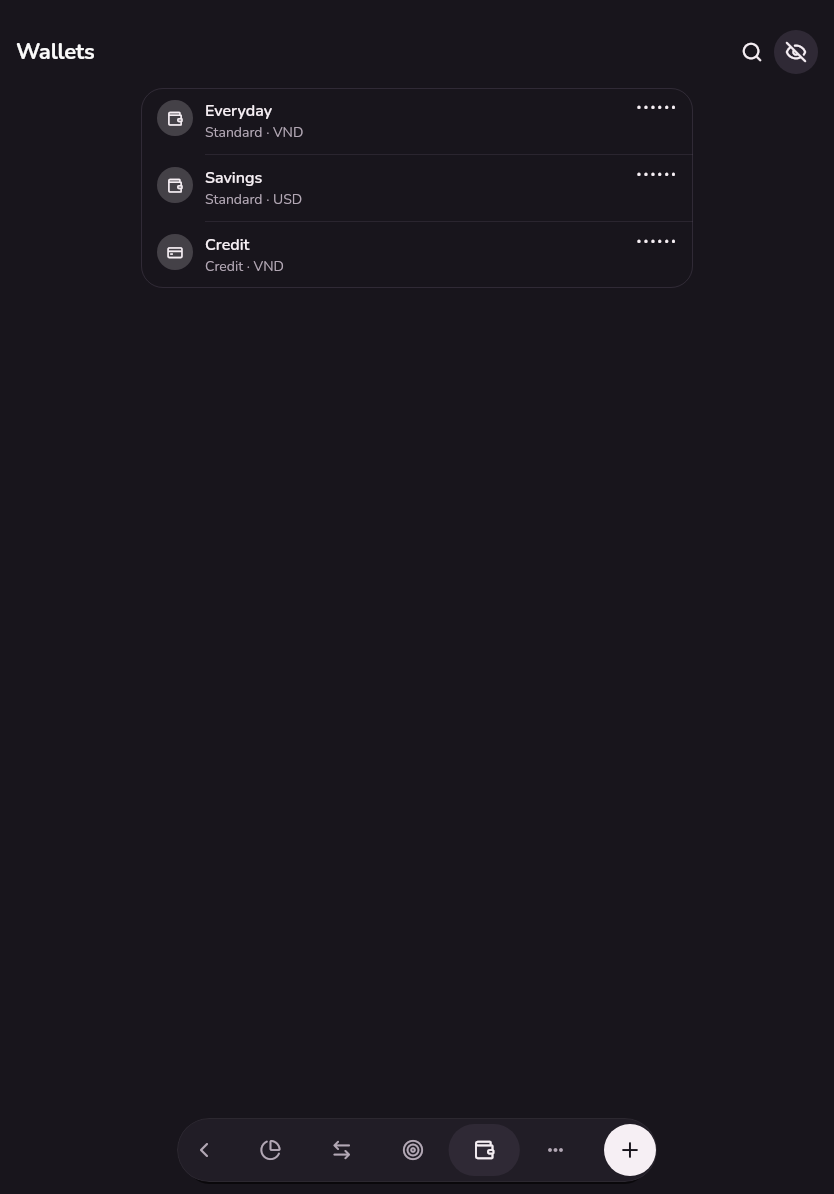 Wallets
Everyday
••••••
Standard · VND
Savings
••••••
Standard · USD
Credit
••••••
Credit · VND